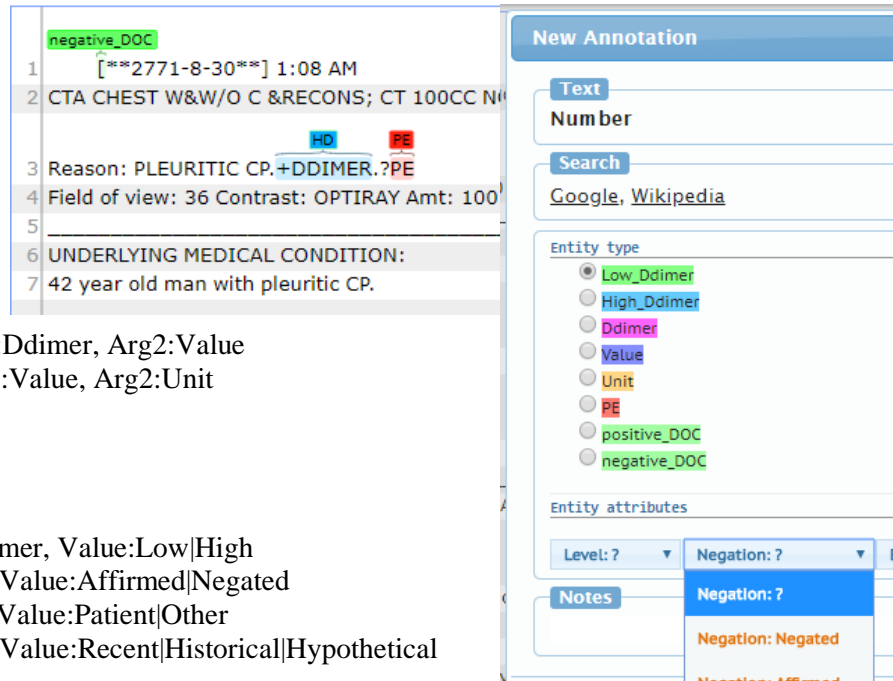 negative_DOC
1 [**2771-8-30**] 1:08 AM
2 CTA CHEST W&W/O C &RECONS; CT 100CC
HD PE
3 Reason: PLEURITIC CP.+DDIMER.?PE
4 Field of view: 36 Contrast: OPTIRAY Amt: 100
5
6 UNDERLYING MEDICAL CONDITION:
7 42 year old man with pleuritic CP.
Ddimer, Arg2:Value
:Value, Arg2:Unit
mer, Value:Low|High
Value:Affirmed|Negated
Value:Patient|Other
Value:Recent|Historical|Hypothetical
New Annotation
Text
Number
Search
Google, Wikipedia
Entity type
Low_Ddimer
High_Ddimer
Ddimer
Value
Unit
PE
positive_DOC
negative_DOC
Entity attributes
Level: ? Negation: ?
Notes
Negation: ?
Negation: Negated
Negation: Affirmed